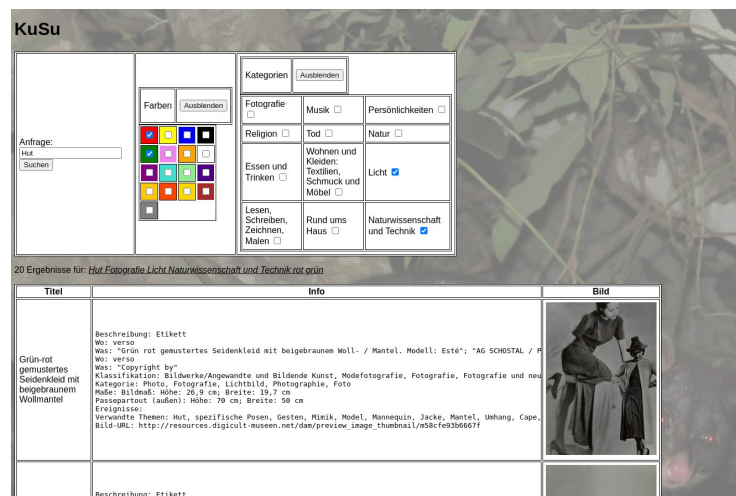 KuSu
Anfrage:
Hut
Suchen
Farben
Ausblenden
Kategorien
Ausblenden
Fotografie
Musik
Persönlichkeiten
Religion
Tod
Natur
Essen und
Trinken
Wohnen und
Kleiden:
Textilien,
Schmuck und
Möbel
Licht
Lesen,
Schreiben,
Zeichnen,
Malen
Rund ums
Haus
Naturwissenschaft
und Technik
20 Ergebnisse für: Hut Fotografie Licht Naturwissenschaft und Technik rot grün
Titel
Info
Bild
Grün-rot
gemustertes
Seidenkleid mit
beigebraunem
Wollmantel
Beschreibung: Etikett
Wo: verso
Was: "Grün rot gemustertes Seidenkleid mit beigebraunem Woll- / Mantel. Modell: Esté"; "AG SCHOSTAL / P
Wo: verso
Was: "Copyright by"
Klassifikation: Bildwerke/Angewandte und Bildende Kunst, Modefotografie, Fotografie, Fotografie und neu
Kategorie: Photo, Fotografie, Lichtbild, Photographie, Foto
Maße: Bildmaß: Höhe: 26,9 cm; Breite: 19,7 cm
Passepartout (außen): Höhe: 70 cm; Breite: 50 cm
Ereignisse:
Verwandte Themen: Hut, spezifische Posen, Gesten, Mimik, Model, Mannequin, Jacke, Mantel, Umhang, Cape,
Bild-URL: http://resources.digicult-museen.net/dam/preview_image_thumbnail/m58cfe93b6667f
Beschreibung: Etikett